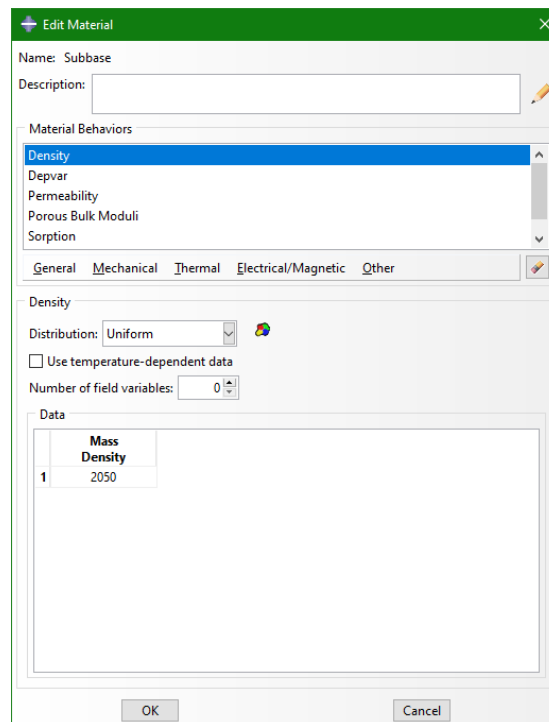 Edit Material
Name: Subbase
Description:
Material Behaviors
Density
Depvar
Permeability
Porous Bulk Moduli
Sorption
General Mechanical Thermal Electrical/Magnetic Other
Density
Distribution: Uniform
Use temperature-dependent data
Number of field variables: 0
Data
Mass
Density
1 2050
OK Cancel